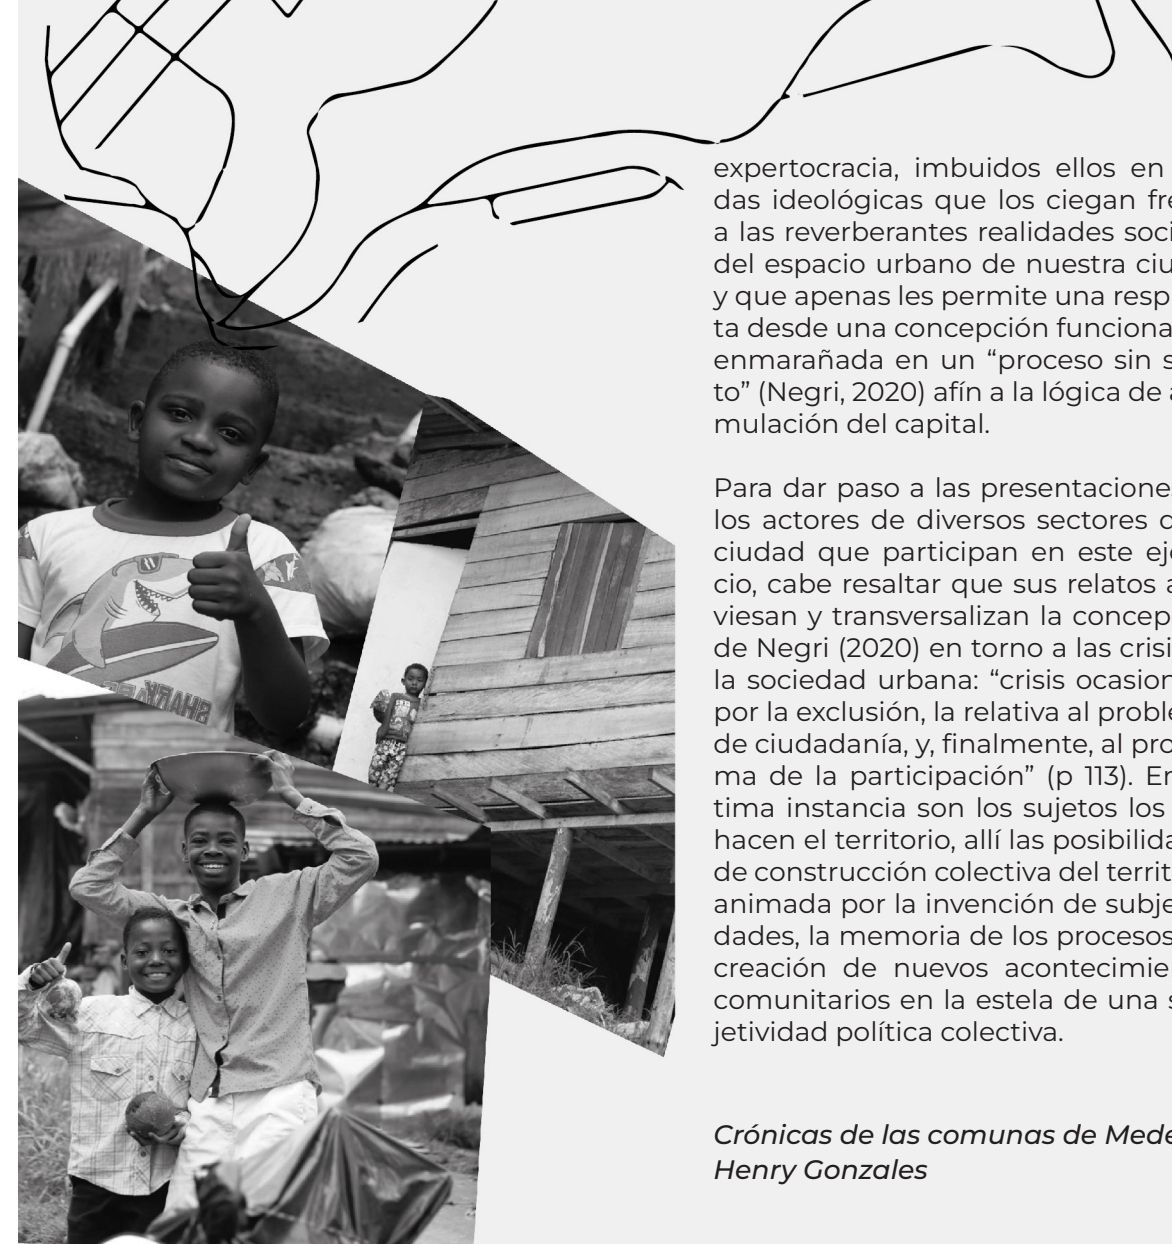 expertocracia, imbuidos ellos en
das ideológicas que los ciegan fre
a las reverberantes realidades soci
del espacio urbano de nuestra ciu
y que apenas les permite una resp
ta desde una concepción funciona
enmarañada en un “proceso sin s
to” (Negri, 2020) afín a la lógica de a
mulación del capital.
Para dar paso a las presentacione
los actores de diversos sectores d
ciudad que participan en este eje
cio, cabe resaltar que sus relatos a
viesan y transversalizan la concep
de Negri (2020) en torno a las crisi
la sociedad urbana: “crisis ocasion
por la exclusión, la relativa al proble
de ciudadanía, y, finalmente, al pro
ma de la participación” (p 113). En
tima instancia son los sujetos los
hacen el territorio, allí las posibilida
de construcción colectiva del territ
animada por la invención de subje
dades, la memoria de los procesos
creación de nuevos acontecimie
comunitarios en la estela de una s
jetividad política colectiva.
Crónicas de las comunas de Mede
Henry Gonzales